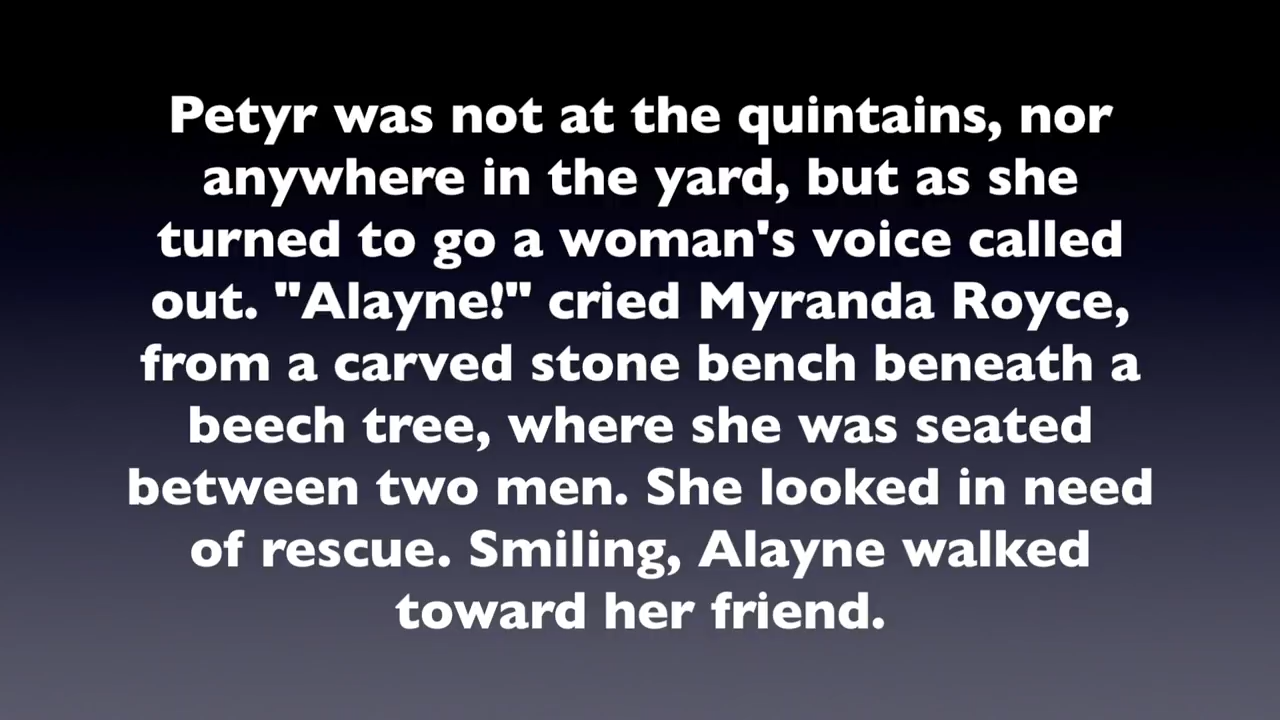 Petyr was not at the quintains, nor
anywhere in the yard, but as she
turned to go a woman's voice called
out. "Alayne!" cried Myranda Royce,
from a carved stone bench beneath a
beech tree, where she was seated
between two men. She looked in need
of rescue. Smiling, Alayne walked
toward her friend.